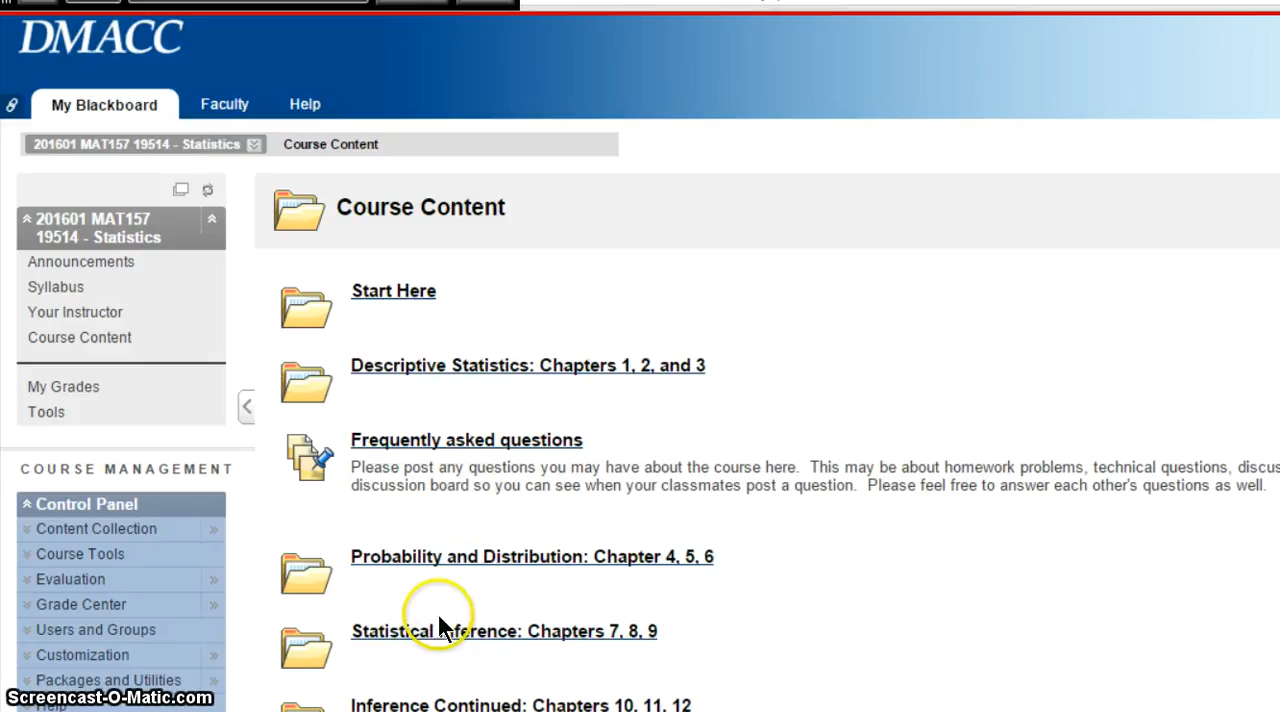 DMACC
My Blackboard
Faculty
Help
201601 MAT157 19514 - Statistics
Course Content
201601 MAT157
19514 - Statistics
Announcements
Syllabus
Your Instructor
Course Content
My Grades
Tools
COURSE MANAGEMENT
Control Panel
Content Collection
Course Tools
Evaluation
Grade Center
Users and Groups
Customization
Packages and Utilities
Help
Course Content
Start Here
Descriptive Statistics: Chapters 1, 2, and 3
Frequently asked questions
Please post any questions you may have about the course here. This may be about homework problems, technical questions,
discussion board so you can see when your classmates post a question. Please feel free to answer each other's questions as well.
Probability and Distribution: Chapter 4, 5, 6
Statistical Inference: Chapters 7, 8, 9
Inference Continued: Chapters 10, 11, 12
Screencast-O-Matic.com